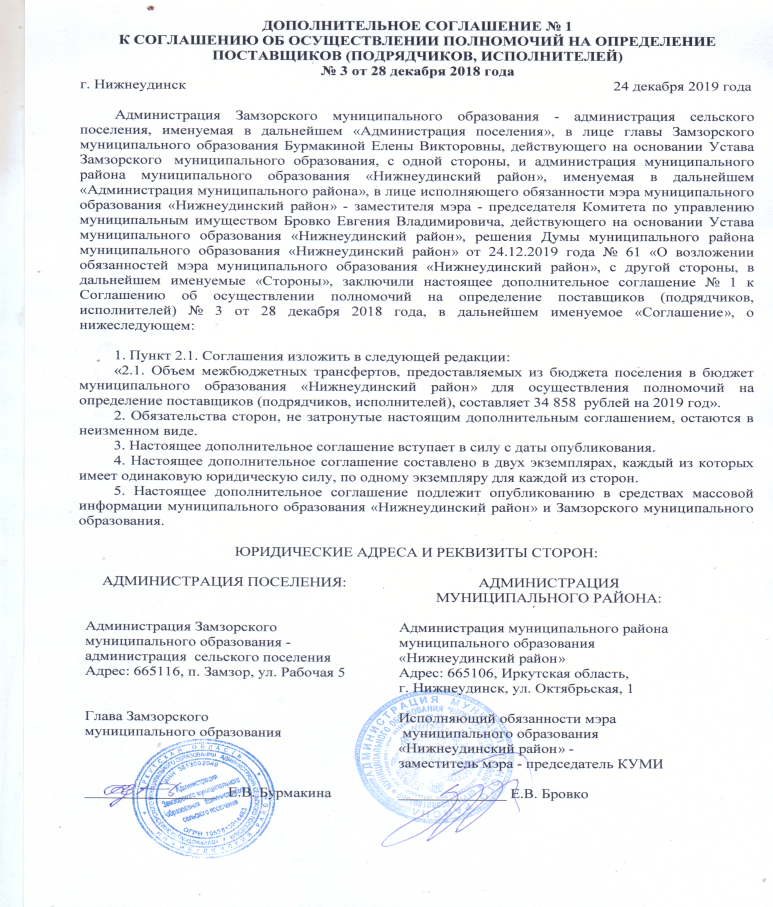 ДОПОЛНИТЕЛЬНОЕ СОГЛАШЕНИЕ № 1
К СОГЛАШЕНИЮ ОБ ОСУЩЕСТВЛЕНИИ ПОЛНОМОЧИЙ НА ОПРЕДЕЛЕНИЕ
ПОСТАВЩИКОВ (ПОДРЯДЧИКОВ, ИСПОЛНИТЕЛЕЙ)
№ 3 от 28 декабря 2018 года
г. Нижнеудинск 24 декабря 2019 года
Администрация Замзорского муниципального образования - администрация сельского
поселения, именуемая в дальнейшем «Администрация поселения», в лице главы Замзорского
муниципального образования Бурмакиной Елены Викторовны, действующего на основании Устава
Замзорского муниципального образования, с одной стороны, и администрация муниципального
района муниципального образования «Нижнеудинский район», именуемая в дальнейшем
«Администрация муниципального района», в лице исполняющего обязанности мэра муниципального
образования «Нижнеудинский район» - заместителя мэра - председателя Комитета по управлению
муниципальным имуществом Бровко Евгения Владимировича, действующего на основании Устава
муниципального образования «Нижнеудинский район», решения Думы муниципального района
муниципального образования «Нижнеудинский район» от 24.12.2019 года № 61 «О возложении
обязанностей мэра муниципального образования «Нижнеудинский район», с другой стороны, в
дальнейшем именуемые «Стороны», заключили настоящее дополнительное соглашение № 1 к
Соглашению об осуществлении полномочий на определение поставщиков (подрядчиков,
исполнителей) № 3 от 28 декабря 2018 года, в дальнейшем именуемое «Соглашение», о
нижеследующем:
1. Пункт 2.1. Соглашения изложить в следующей редакции:
«2.1. Объем межбюджетных трансфертов, предоставляемых из бюджета поселения в бюджет
муниципального образования «Нижнеудинский район» для осуществления полномочий на
определение поставщиков (подрядчиков, исполнителей), составляет 34 858 рублей на 2019 год».
2. Обязательства сторон, не затронутые настоящим дополнительным соглашением, остаются в
неизменном виде.
3. Настоящее дополнительное соглашение вступает в силу с даты опубликования.
4. Настоящее дополнительное соглашение составлено в двух экземплярах, каждый из которых
имеет одинаковую юридическую силу, по одному экземпляру для каждой из сторон.
5. Настоящее дополнительное соглашение подлежит опубликованию в средствах массовой
информации муниципального образования «Нижнеудинский район» и Замзорского муниципального
образования.
ЮРИДИЧЕСКИЕ АДРЕСА И РЕКВИЗИТЫ СТОРОН:
АДМИНИСТРАЦИЯ ПОСЕЛЕНИЯ:
Администрация Замзорского
муниципального образования -
администрация сельского поселения
Адрес: 665116, п. Замзор, ул. Рабочая 5
Глава Замзорского
муниципального образования
Е.В. Бурмакина
Администрация
Замзорского муниципального
образования
сельского поселения
АДМИНИСТРАЦИЯ
МУНИЦИПАЛЬНОГО РАЙОНА:
Администрация муниципального района
муниципального образования
«Нижнеудинский район»
Адрес: 665106, Иркутская область,
г. Нижнеудинск, ул. Октябрьская, 1
Исполняющий обязанности мэра
муниципального образования
«Нижнеудинский район» -
заместитель мэра - председатель КУМИ
Е.В. Бровко